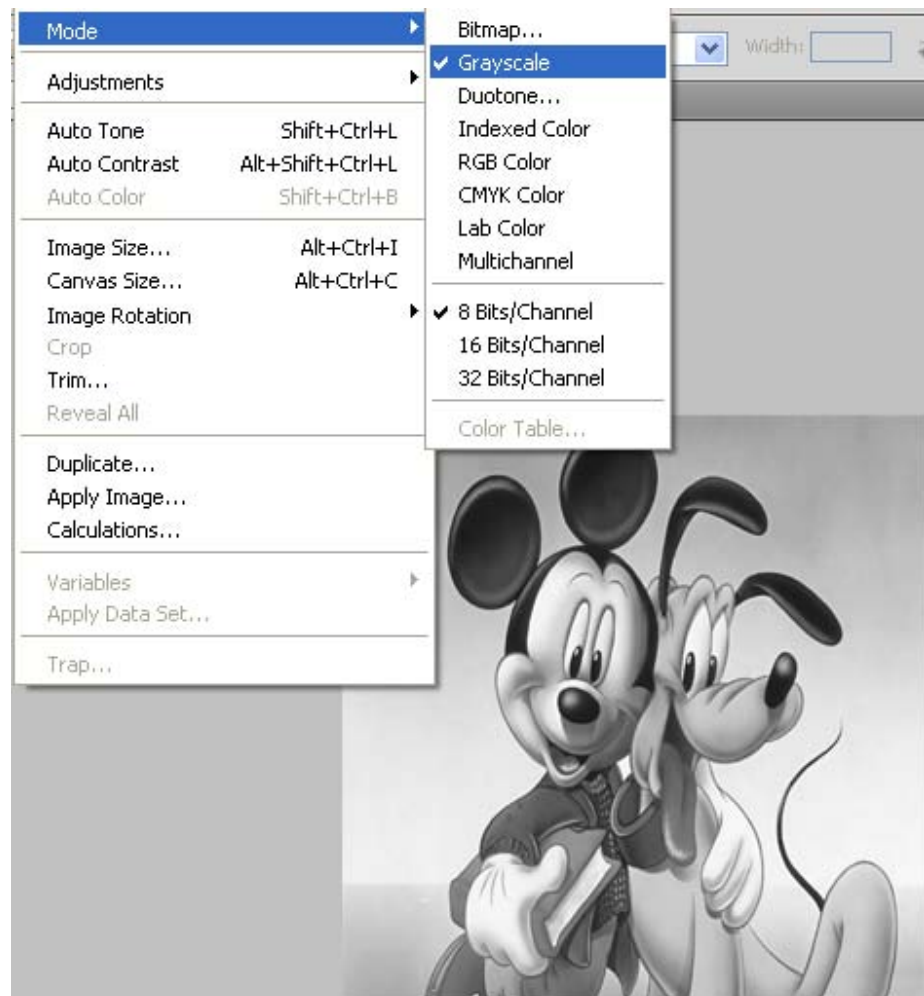 Mode
Adjustments
Auto Tone Shift+Ctrl+L
Auto Contrast Alt+Shift+Ctrl+L
Auto Color Shift+Ctrl+B
Image Size... Alt+Ctrl+I
Canvas Size... Alt+Ctrl+C
Image Rotation
Crop
Trim...
Reveal All
Duplicate...
Apply Image...
Calculations...
Variables
Apply Data Set...
Trap...
Bitmap...
Grayscale
Duotone...
Indexed Color
RGB Color
CMYK Color
Lab Color
Multichannel
8 Bits/Channel
16 Bits/Channel
32 Bits/Channel
Color Table...
Width: